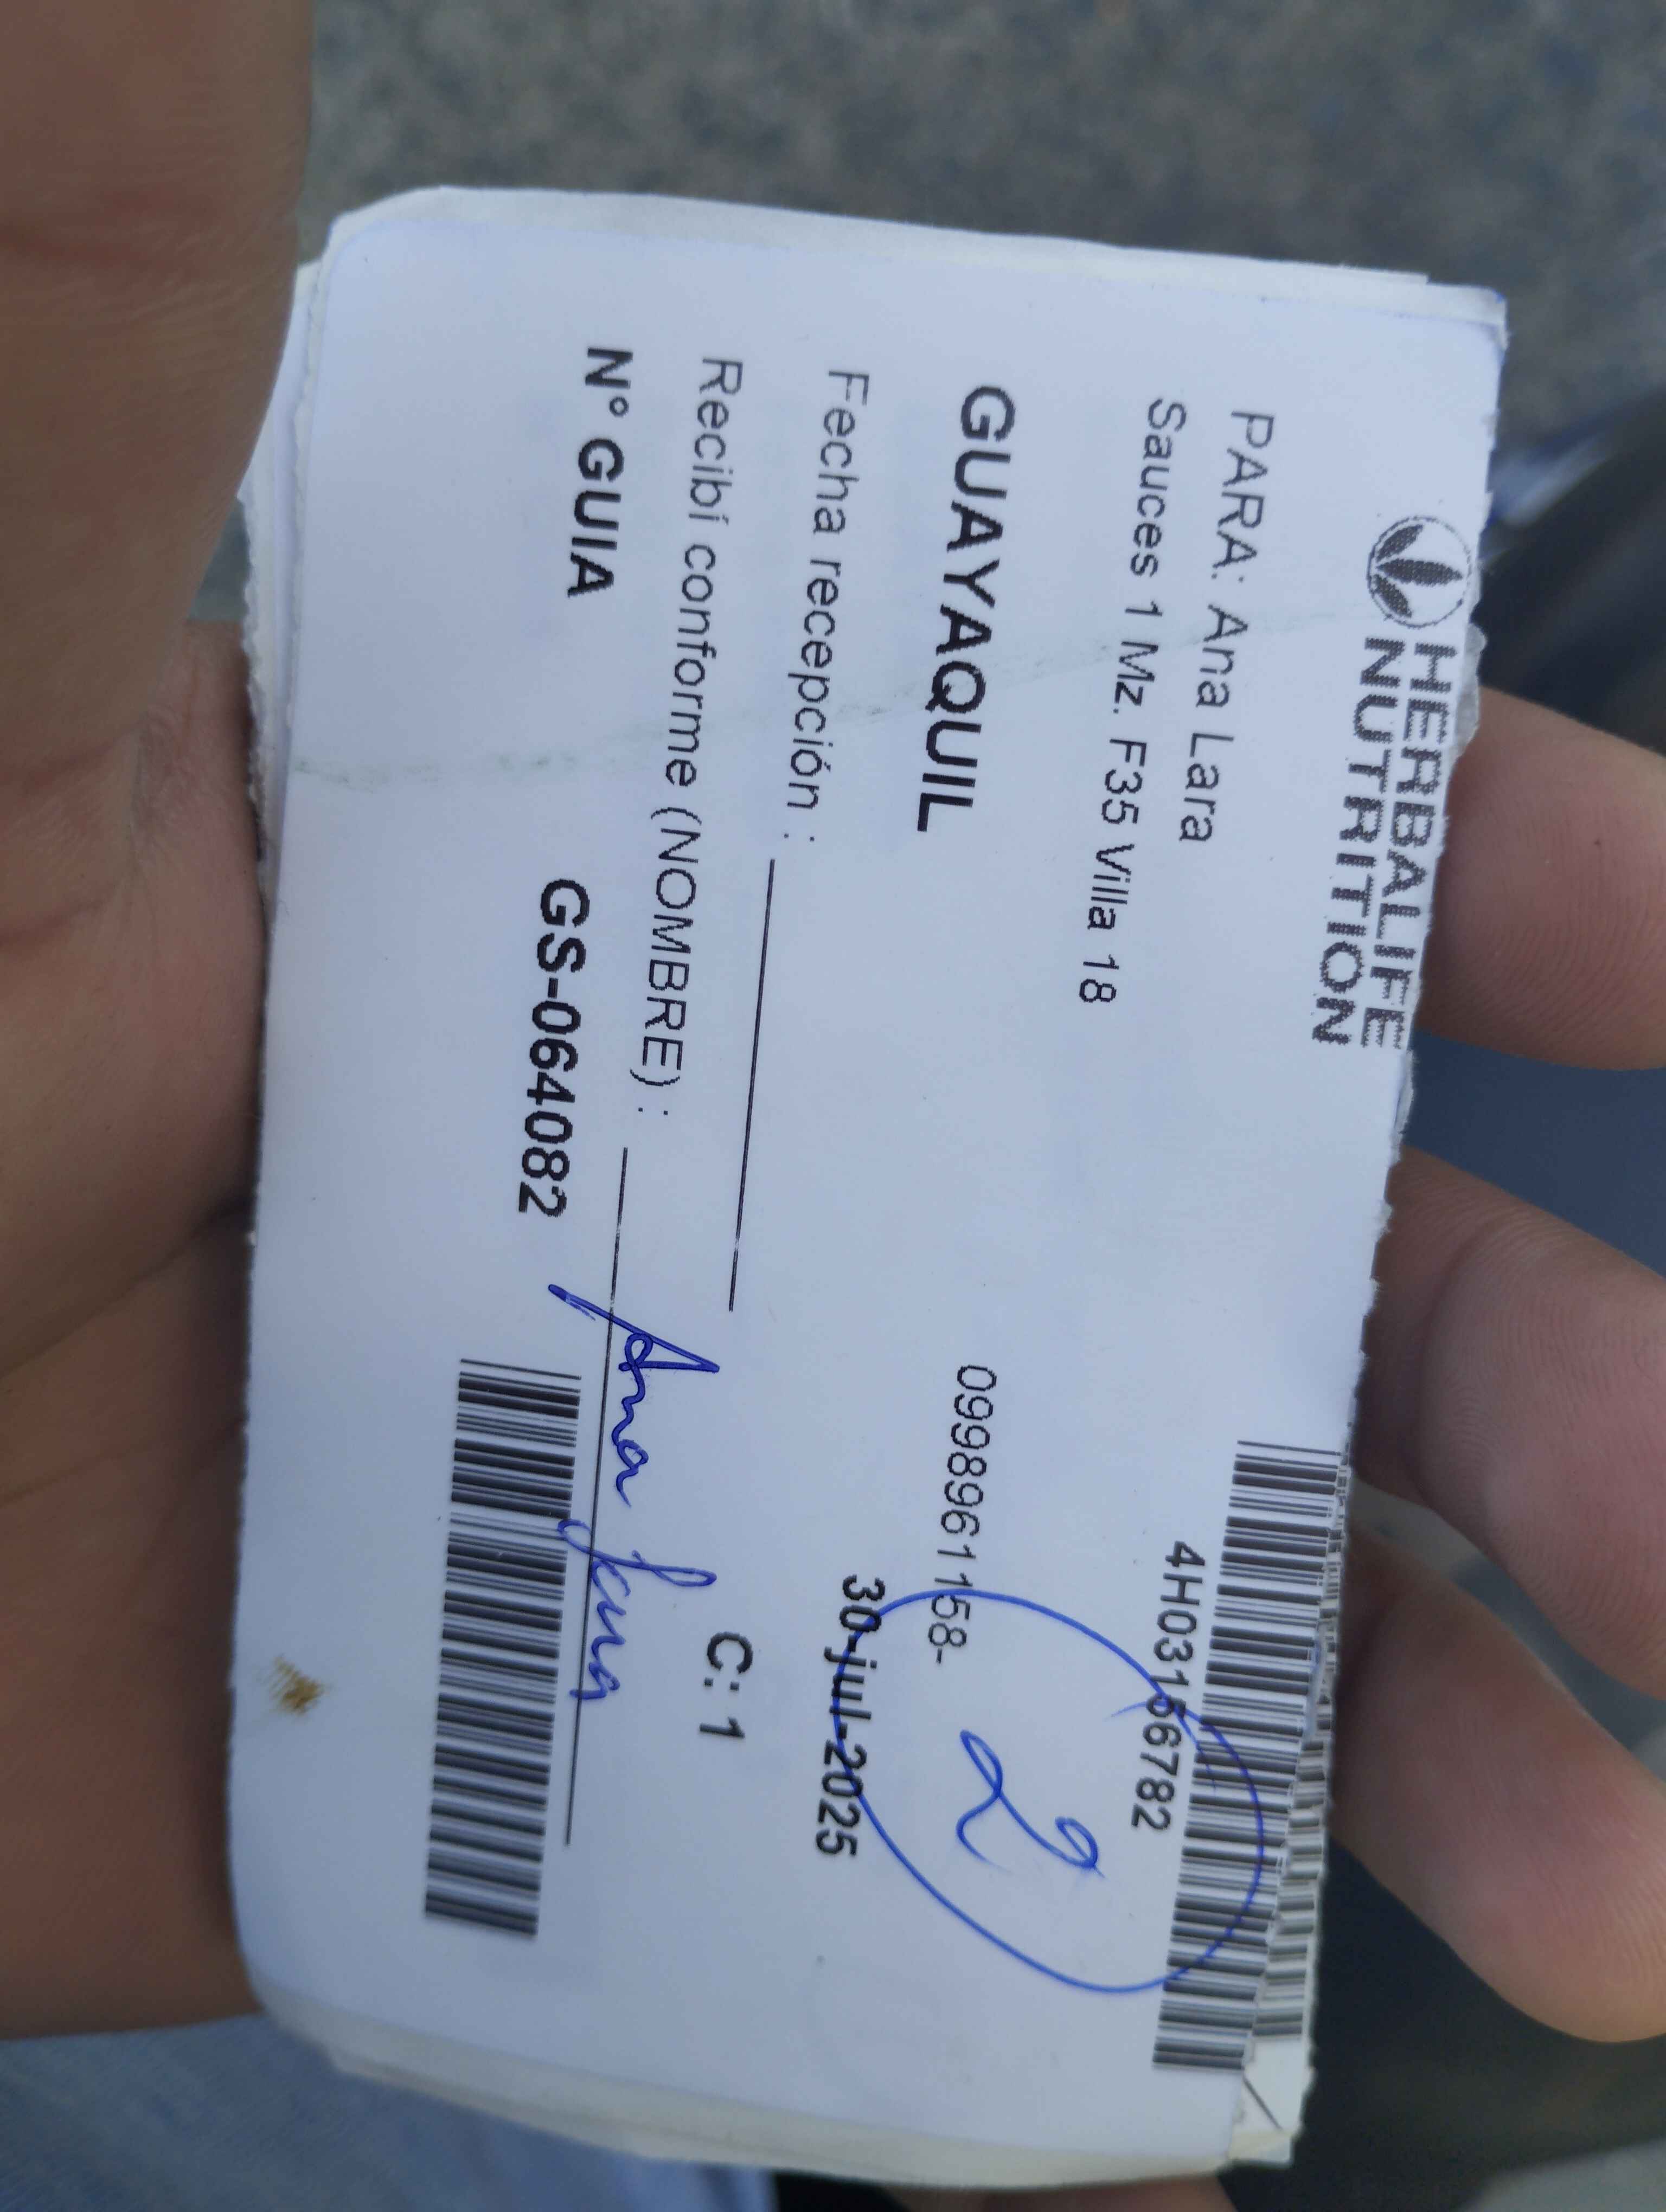 HERBALIFE
NUTRITION
4H03156782
PARA: Ana Lara
Sauces 1 Mz. F35 Villa 18
2
GUAYAQUIL
0998961158-
30-jul-2025
Fecha recepción :
C: 1
Recibí conforme (NOMBRE) :
Ana Lara
N° GUIA
GS-064082